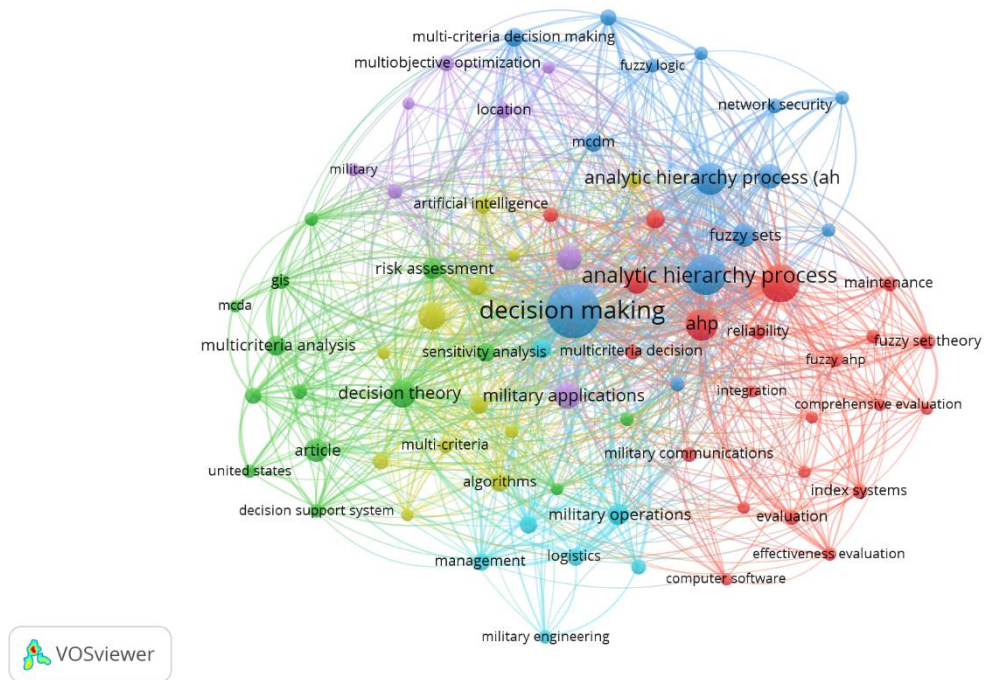 multi-criteria decision making
multiobjective optimization
fuzzy logic
location
network security
mcdm
military
analytic hierarchy process (ah
artificial intelligence
fuzzy sets
risk assessment
gis
analytic hierarchy process
maintenance
mcda
decision making
ahp
reliability
fuzzy set theory
multicriteria analysis
sensitivity analysis
multicriteria decision
fuzzy ahp
decision theory
military applications
integration
comprehensive evaluation
multi-criteria
article
military communications
united states
algorithms
index systems
decision support system
military operations
evaluation
management
logistics
effectiveness evaluation
computer software
military engineering
VOSviewer